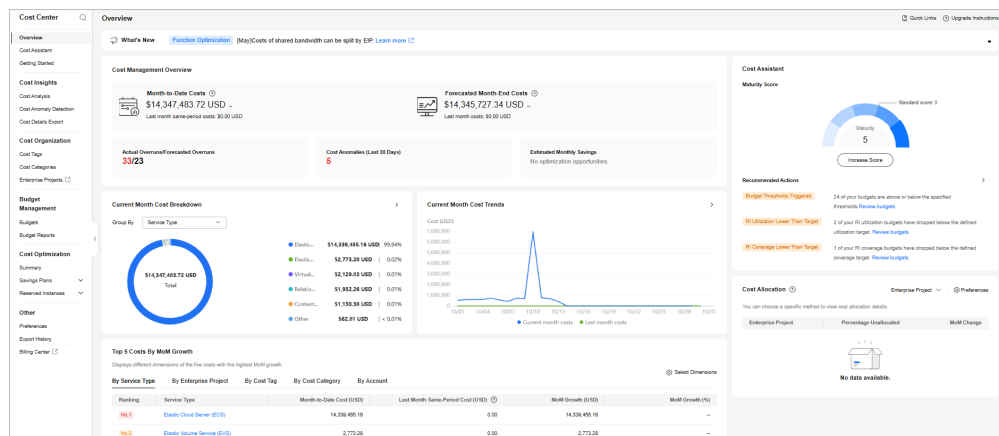 Cost Center
Overview
Quick Links
Upgrade Instructions
Overview
Cost Assistant
Getting Started
Cost Insights
Cost Analysis
Cost Anomaly Detection
Cost Details Export
Cost Organization
Cost Tags
Cost Categories
Enterprise Projects
Budget
Management
Budgets
Budget Reports
Cost Optimization
Summary
Savings Plans
Reserved Instances
Other
Preferences
Export History
Billing Center
What's New Function Optimization [May]Costs of shared bandwidth can be split by EIP. Learn more
Cost Management Overview
Month-to-Date Costs
$14,347,483.72 USD --
Last month same-period costs: $0.00 USD
Forecasted Month-End Costs
$14,345,727.34 USD --
Last month costs: $0.00 USD
Actual Overruns/Forecasted Overruns
33/23
Cost Anomalies (Last 30 Days)
5
Estimated Monthly Savings
No optimization opportunities.
Current Month Cost Breakdown
Group By Service Type
$14,347,483.72 USD
Total
Elastic... $14,339,455.16 USD 99.94%
Elastic... $2,773.28 USD | 0.02%
Virtual... $2,129.03 USD | 0.01%
Relatio... $1,932.26 USD | 0.01%
Content... $1,130.38 USD | 0.01%
Other $62.81 USD | < 0.01%
Current Month Cost Trends
Cost (USD)
7,000,000
6,000,000
5,000,000
4,000,000
3,000,000
2,000,000
1,000,000
0
10/01 10/04 10/07 10/10 10/13 10/16 10/19 10/22 10/25 10/28 10/31
Current month costs Last month costs
Top 5 Costs By MoM Growth
Displays different dimensions of the five costs with the highest MoM growth.
Select Dimensions
By Service Type By Enterprise Project By Cost Tag By Cost Category By Account
Ranking Service Type Month-to-Date Cost (USD) Last Month Same-Period Cost (USD) MoM Growth (USD) MoM Growth (%)
No.1 Elastic Cloud Server (ECS) 14,339,455.16 0.00 14,339,455.16 --
No.2 Elastic Volume Service (EVS) 2,773.28 0.00 2,773.28 --
Cost Assistant
Maturity Score
Standard score: 3
Maturity
5
Increase Score
Recommended Actions
Budget Thresholds Triggered 24 of your budgets are above or below the specified
thresholds.Review budgets
RI Utilization Lower Than Target 2 of your RI utilization budgets have dropped below the defined
utilization target. Review budgets
RI Coverage Lower Than Target 1 of your RI coverage budgets have dropped below the defined
coverage target. Review budgets
Cost Allocation
Enterprise Project
Preferences
You can choose a specific method to view cost allocation details.
Enterprise Project Percentage Unallocated MoM Change
No data available.